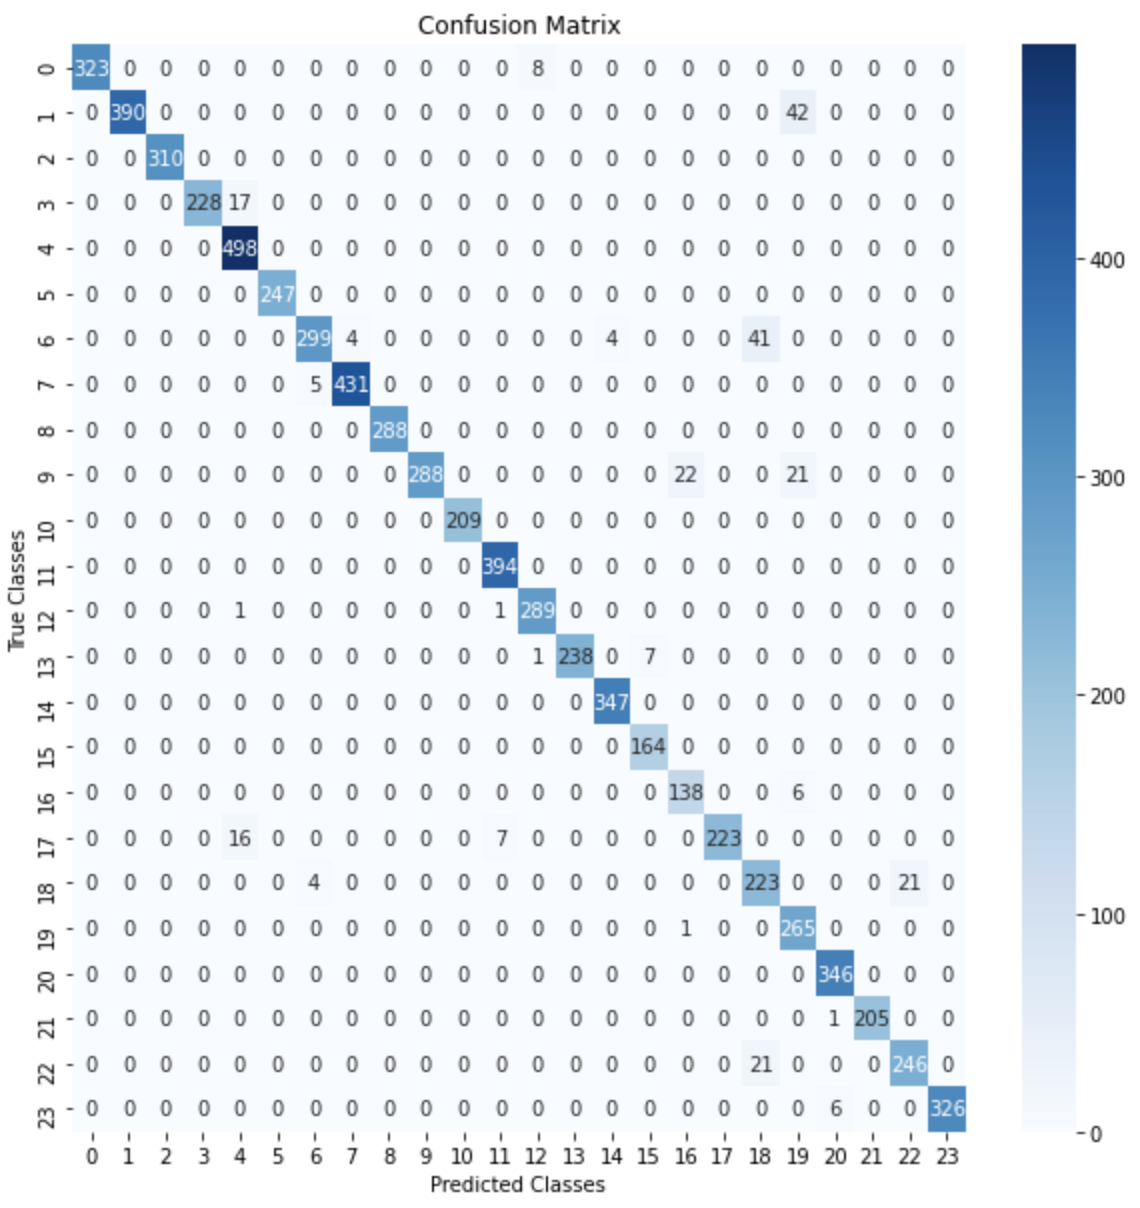 Confusion Matrix
0 323 0 0 0 0 0 0 0 0 0 0 0 8 0 0 0 0 0 0 0 0 0 0 0
1 0 390 0 0 0 0 0 0 0 0 0 0 0 0 0 0 0 0 0 42 0 0 0 0
2 0 0 310 0 0 0 0 0 0 0 0 0 0 0 0 0 0 0 0 0 0 0 0 0
3 0 0 0 228 17 0 0 0 0 0 0 0 0 0 0 0 0 0 0 0 0 0 0 0
4 0 0 0 0 498 0 0 0 0 0 0 0 0 0 0 0 0 0 0 0 0 0 0 0 400
5 0 0 0 0 0 247 0 0 0 0 0 0 0 0 0 0 0 0 0 0 0 0 0 0
6 0 0 0 0 0 0 299 4 0 0 0 0 0 0 4 0 0 0 41 0 0 0 0 0
7 0 0 0 0 0 0 5 431 0 0 0 0 0 0 0 0 0 0 0 0 0 0 0 0
8 0 0 0 0 0 0 0 0 288 0 0 0 0 0 0 0 0 0 0 0 0 0 0 0
9 0 0 0 0 0 0 0 0 0 288 0 0 0 0 0 0 22 0 0 21 0 0 0 0 300
10 0 0 0 0 0 0 0 0 0 0 209 0 0 0 0 0 0 0 0 0 0 0 0 0
11 0 0 0 0 0 0 0 0 0 0 0 394 0 0 0 0 0 0 0 0 0 0 0 0
True Classes
12 0 0 0 0 1 0 0 0 0 0 0 1 289 0 0 0 0 0 0 0 0 0 0 0
13 0 0 0 0 0 0 0 0 0 0 0 0 1 238 0 7 0 0 0 0 0 0 0 0
14 0 0 0 0 0 0 0 0 0 0 0 0 0 0 347 0 0 0 0 0 0 0 0 0 200
15 0 0 0 0 0 0 0 0 0 0 0 0 0 0 0 164 0 0 0 0 0 0 0 0
16 0 0 0 0 0 0 0 0 0 0 0 0 0 0 0 0 138 0 0 6 0 0 0 0
17 0 0 0 0 16 0 0 0 0 0 0 7 0 0 0 0 0 223 0 0 0 0 0 0
18 0 0 0 0 0 0 4 0 0 0 0 0 0 0 0 0 0 0 223 0 0 0 21 0
19 0 0 0 0 0 0 0 0 0 0 0 0 0 0 0 0 1 0 0 265 0 0 0 0 100
20 0 0 0 0 0 0 0 0 0 0 0 0 0 0 0 0 0 0 0 0 346 0 0 0
21 0 0 0 0 0 0 0 0 0 0 0 0 0 0 0 0 0 0 0 0 1 205 0 0
22 0 0 0 0 0 0 0 0 0 0 0 0 0 0 0 0 0 0 21 0 0 0 246 0
23 0 0 0 0 0 0 0 0 0 0 0 0 0 0 0 0 0 0 0 0 6 0 0 326 0
0 1 2 3 4 5 6 7 8 9 10 11 12 13 14 15 16 17 18 19 20 21 22 23
Predicted Classes